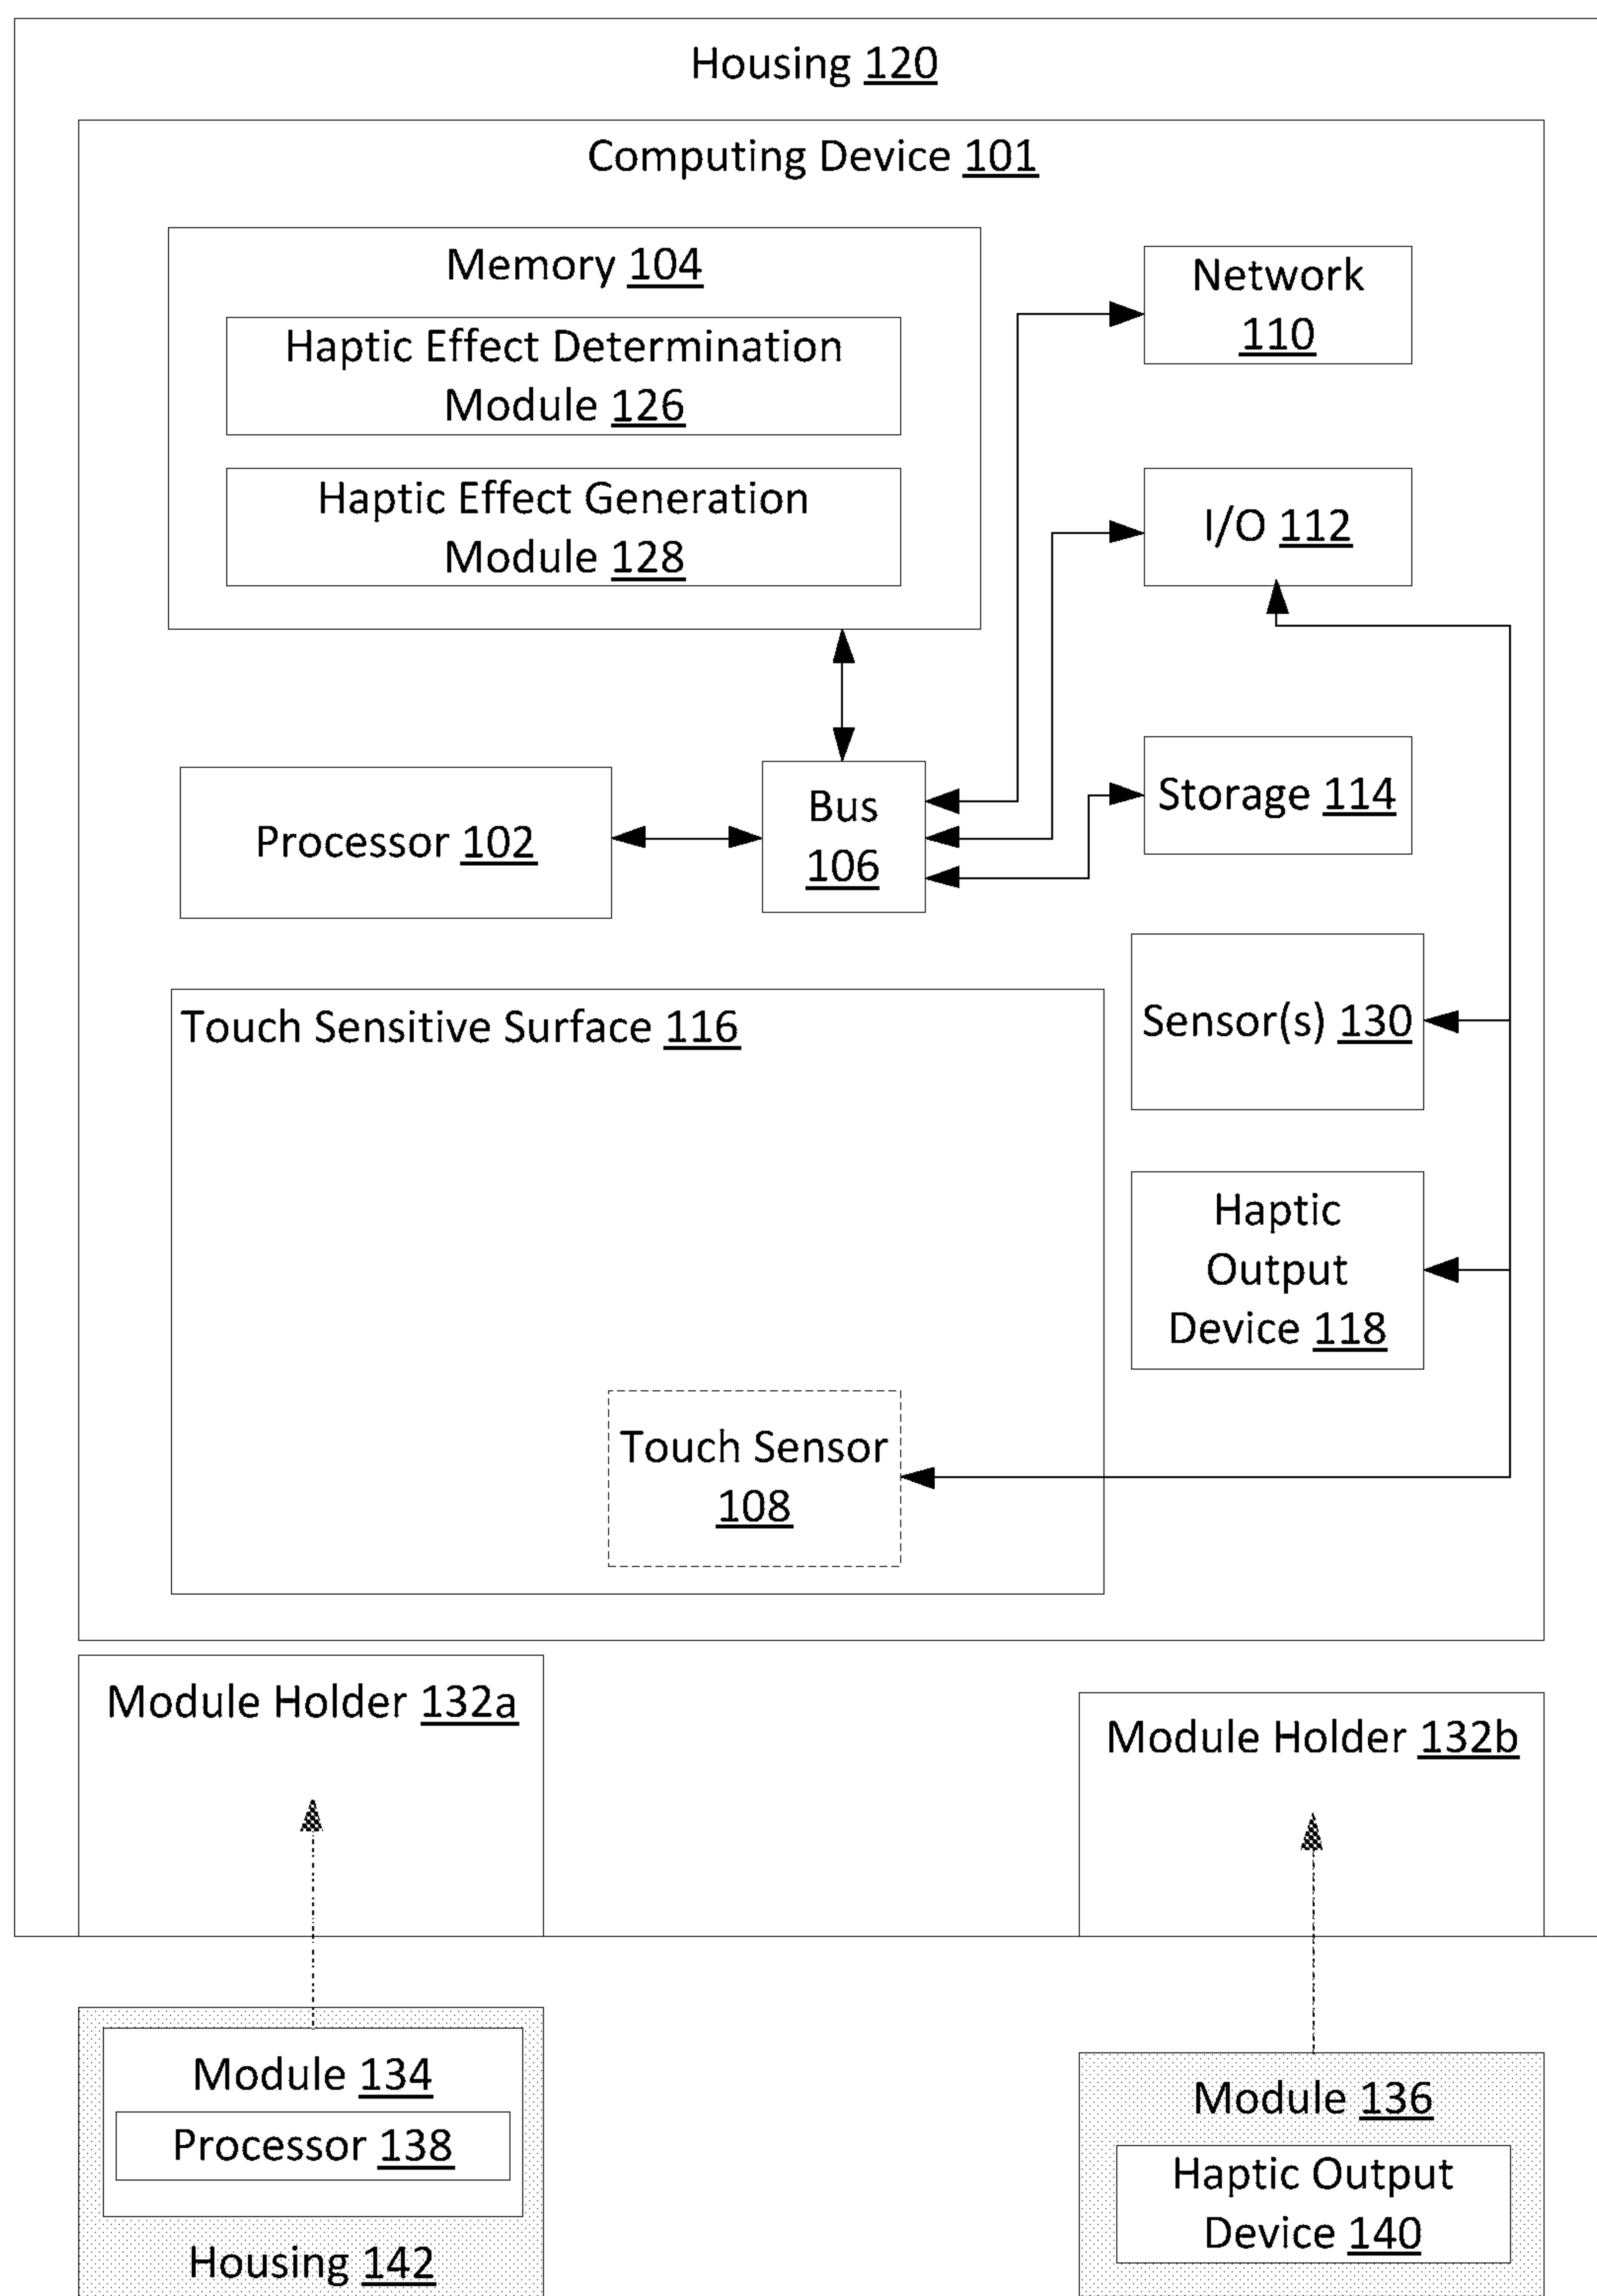 Housing 120
Computing Device 101
Memory 104
Haptic Effect Determination
Module 126
Haptic Effect Generation
Module 128
Network
110
I/O 112
Storage 114
Processor 102
Bus
106
Sensor(s) 130
Touch Sensitive Surface 116
Haptic
Output
Device 118
Touch Sensor
108
Module Holder 132a
Module Holder 132b
Module 134
Processor 138
Housing 142
Module 136
Haptic Output
Device 140